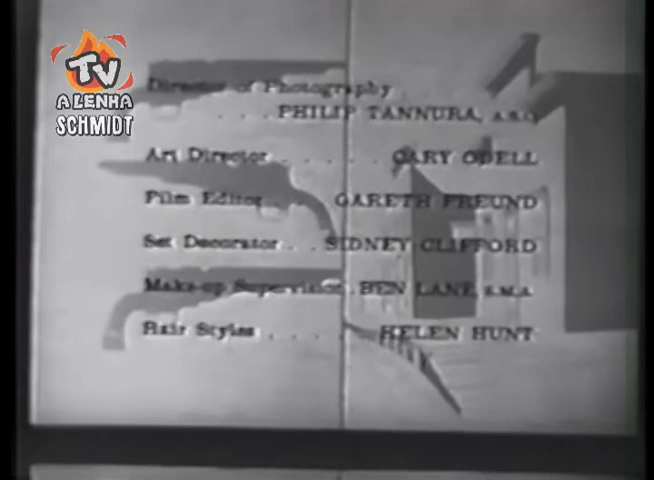 TV
A LENHA
SCHMIDT
Director of Photography .
. . . PHILIP TANNURA, A.S.C.
Art Director . . . . . CARY ODELL
Film Editor . . GARETH FREUND
Set Decorator . . SIDNEY CLIFFORD
Make-up Supervision . BEN LANE, S.M.A.
Hair Styles . . . . HELEN HUNT